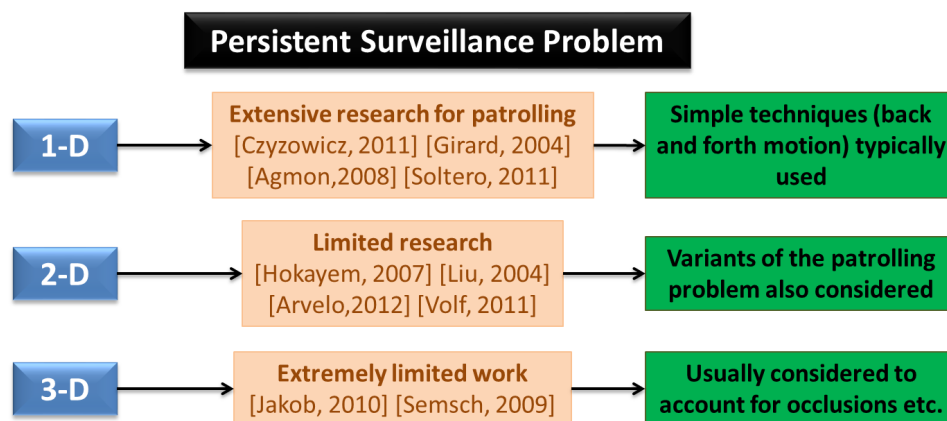 Persistent Surveillance Problem
1-D
Extensive research for patrolling
[Czyzowicz, 2011] [Girard, 2004]
[Agmon,2008] [Soltero, 2011]
Simple techniques (back
and forth motion) typically
used
2-D
Limited research
[Hokayem, 2007] [Liu, 2004]
[Arvelo,2012] [Volf, 2011]
Variants of the patrolling
problem also considered
3-D
Extremely limited work
[Jakob, 2010] [Semsch, 2009]
Usually considered to
account for occlusions etc.